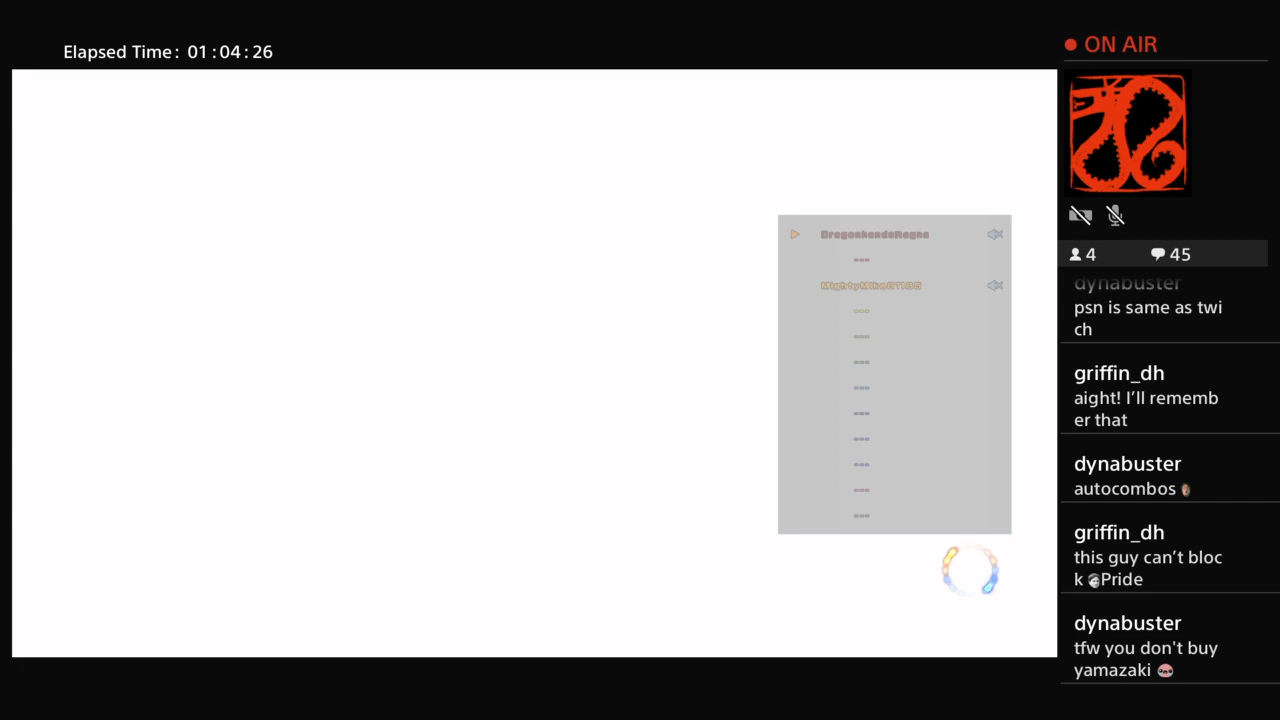 Elapsed Time: 01:04:26
ON AIR
4
45
---
---
---
---
---
---
---
---
---
---
dynabuster
psn is same as twi
ch
griffin_dh
aight! I’ll rememb
er that
dynabuster
autocombos
griffin_dh
this guy can’t bloc
k Pride
dynabuster
tfw you don't buy
yamazaki